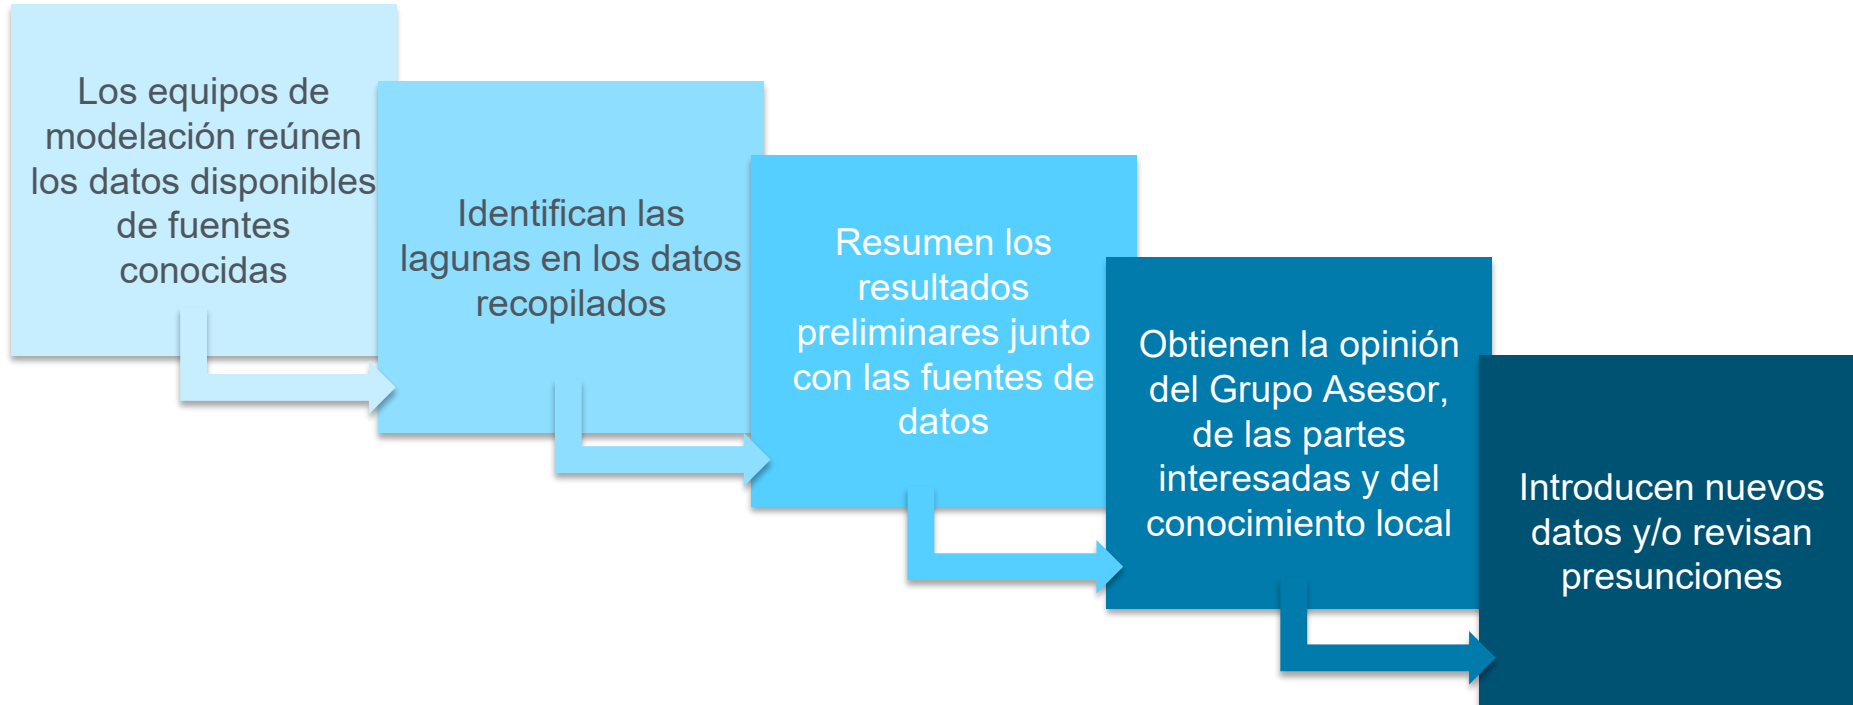 Los equipos de
modelación reúnen
los datos disponibles
de fuentes
conocidas
Identifican las
lagunas en los datos
recopilados
Resumen los
resultados
preliminares junto
con las fuentes de
datos
Obtienen la opinión
del Grupo Asesor,
de las partes
interesadas y del
conocimiento local
Introducen nuevos
datos y/o revisan
presunciones